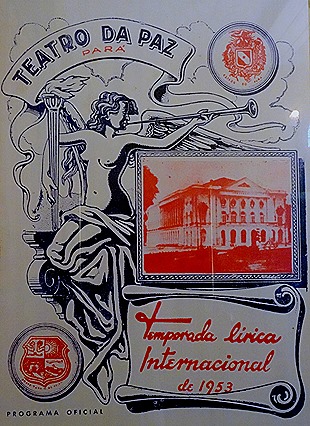 TEATRO DA PAZ
PARÁ
Temporada lírica
Internacional
de 1953
PROGRAMA OFICIAL